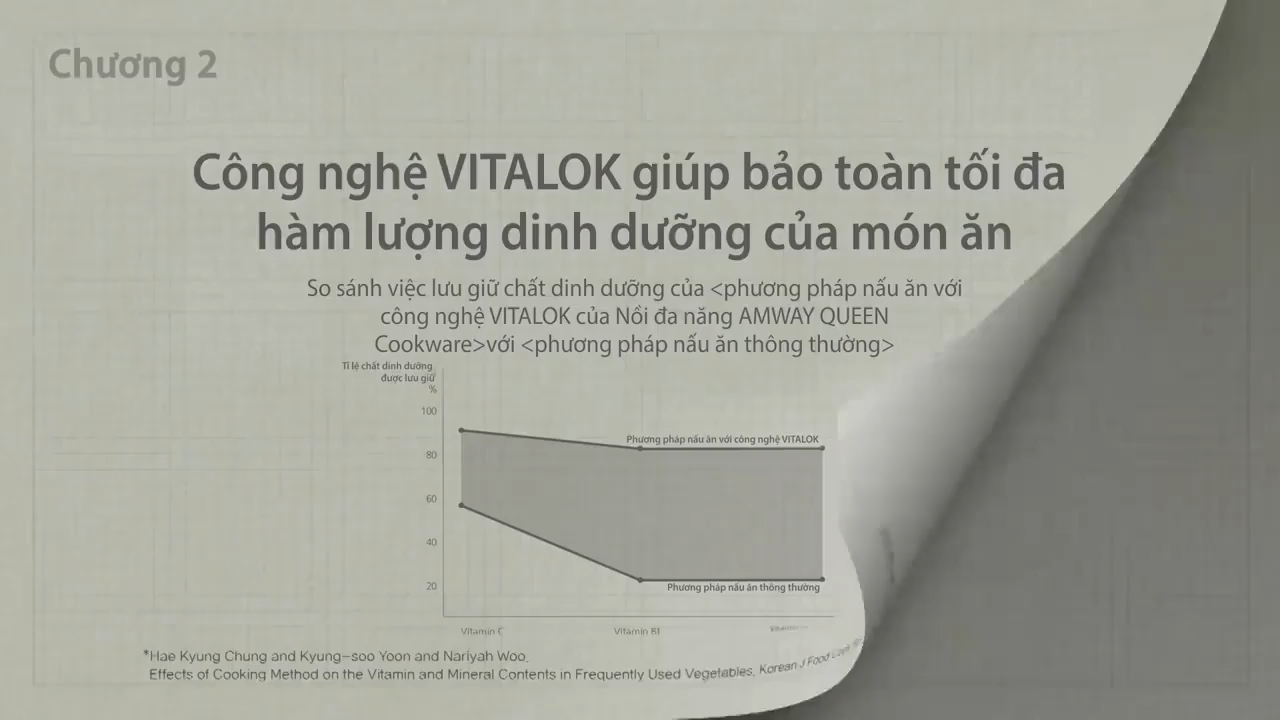 Chương 2
Công nghệ VITALOK giúp bảo toàn tối đa
hàm lượng dinh dưỡng của món ăn
So sánh việc lưu giữ chất dinh dưỡng của <phương pháp nấu ăn với
công nghệ VITALOK của Nồi đa năng AMWAY QUEEN
Cookware>với <phương pháp nấu ăn thông thường>
Tỉ lệ chất dinh dưỡng
được lưu giữ
%
100
Phương pháp nấu ăn với công nghệ VITALOK
80
60
40
20
Phương pháp nấu ăn thông thường
Vitamin C
Vitamin B1
*Hae Kyung Chung and Kyung-soo Yoon and Nariyah Woo,
Effects of Cooking Method on the Vitamin and Mineral Contents in Frequently Used Vegetables, Korean J Food